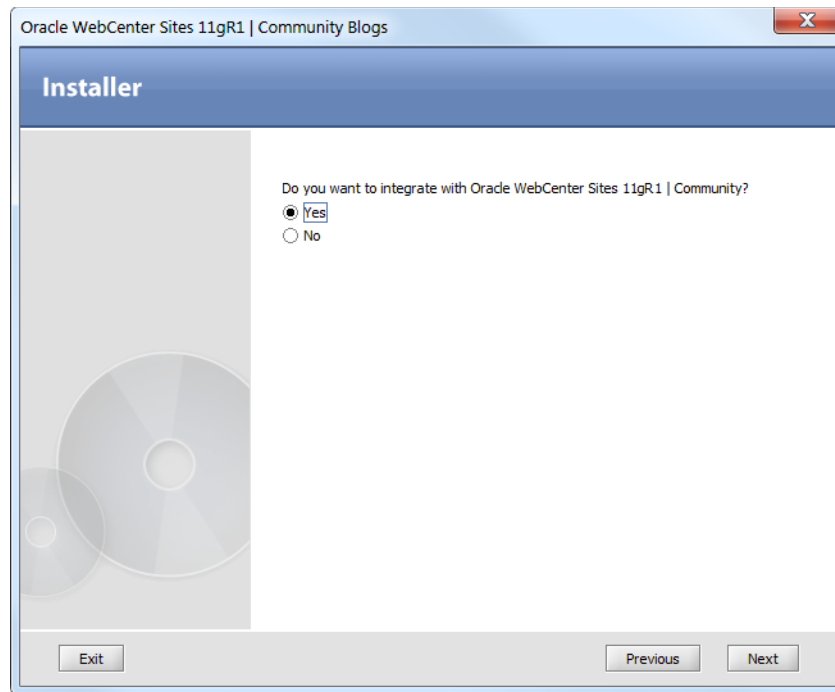 Oracle WebCenter Sites 11gR1 | Community Blogs
Installer
Do you want to integrate with Oracle WebCenter Sites 11gR1 | Community?
Yes
No
Exit
Previous
Next